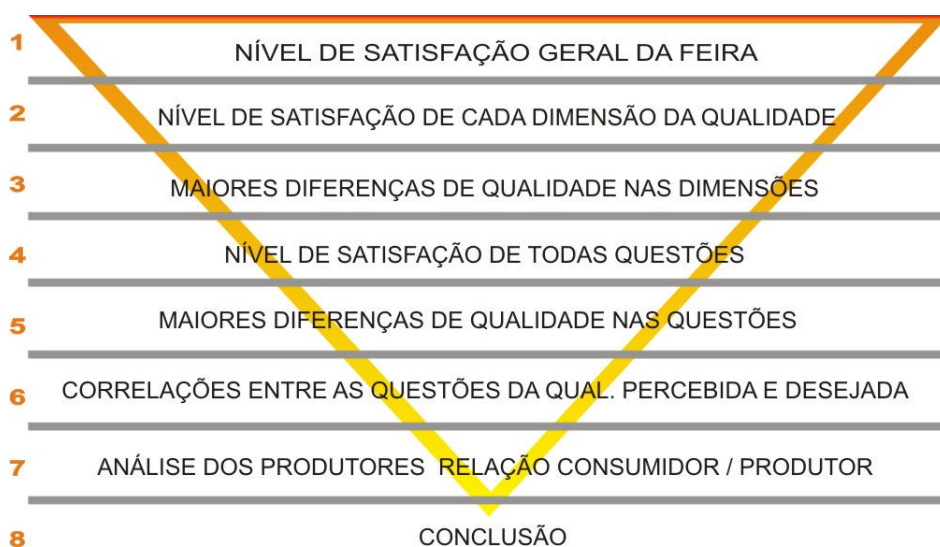 1 NÍVEL DE SATISFAÇÃO GERAL DA FEIRA
2 NÍVEL DE SATISFAÇÃO DE CADA DIMENSÃO DA QUALIDADE
3 MAIORES DIFERENÇAS DE QUALIDADE NAS DIMENSÕES
4 NÍVEL DE SATISFAÇÃO DE TODAS QUESTÕES
5 MAIORES DIFERENÇAS DE QUALIDADE NAS QUESTÕES
6 CORRELAÇÕES ENTRE AS QUESTÕES DA QUAL. PERCEBIDA E DESEJADA
7 ANÁLISE DOS PRODUTORES RELAÇÃO CONSUMIDOR / PRODUTOR
8 CONCLUSÃO